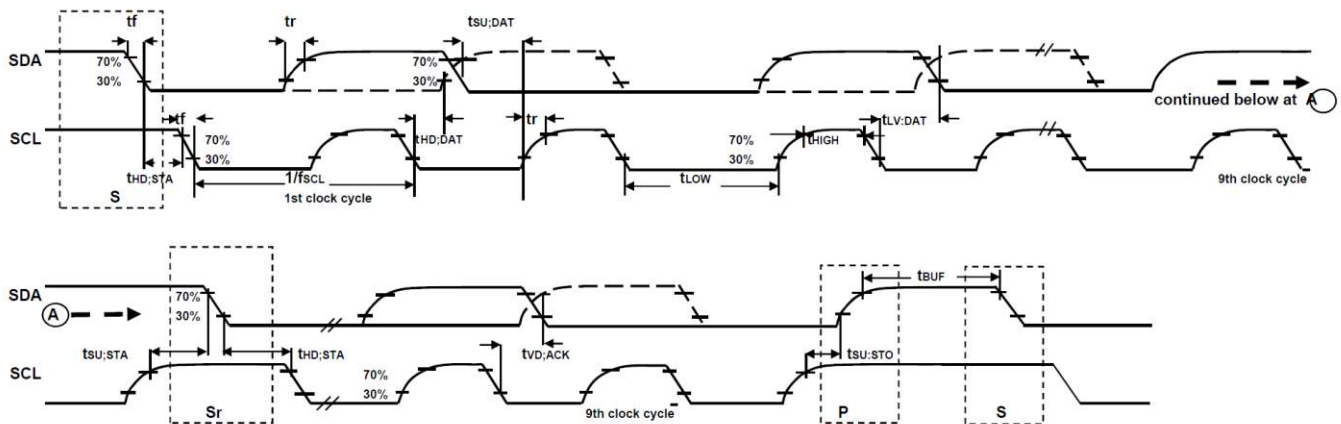 tf
tr
tSU;DAT
SDA
70%
30%
70%
30%
continued below at A
tf
tHD;DAT
tr
tLV:DAT
SCL
70%
30%
70%
30%
tHIGH
tHD;STA
1/fSCL
tLOW
S
1st clock cycle
9th clock cycle
tBUF
SDA
70%
30%
A
tSU;STA
tHD;STA
tVD;ACK
tSU:STO
SCL
70%
30%
Sr
9th clock cycle
P
S